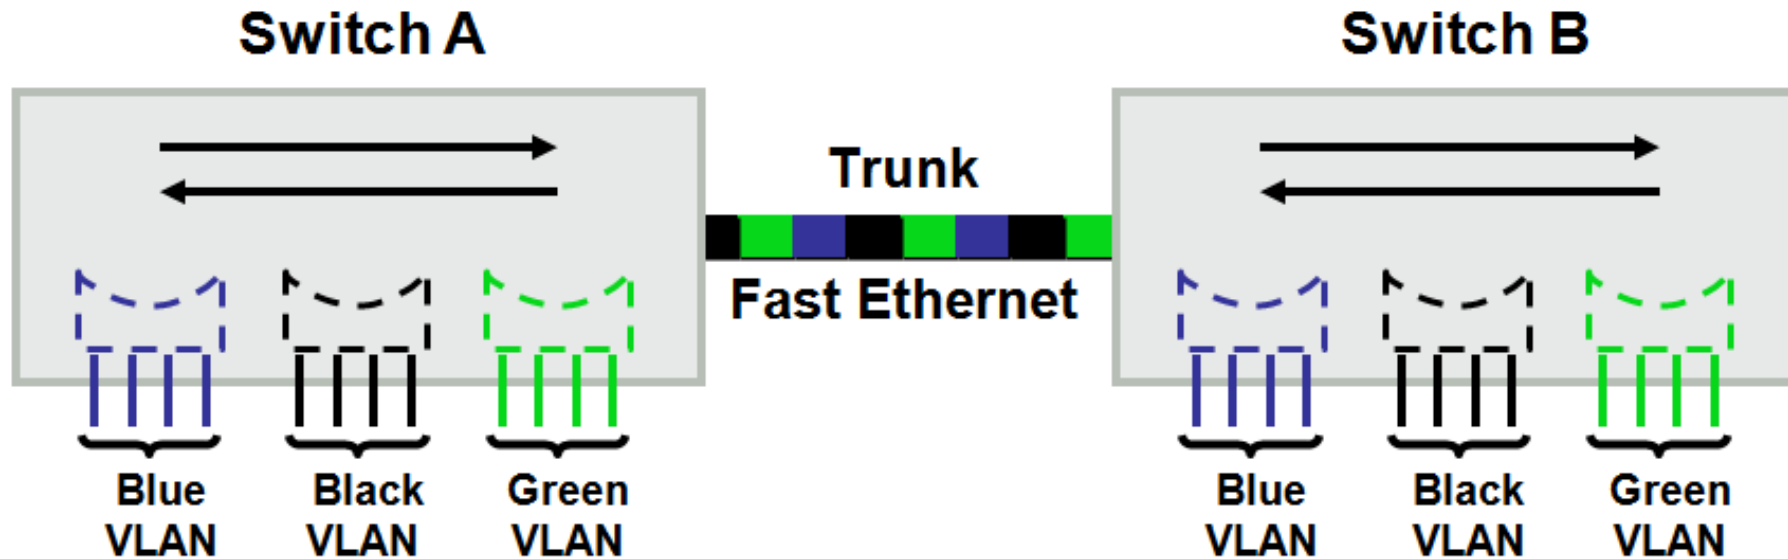 Switch A
Switch B
Trunk
Fast Ethernet
Blue
VLAN
Black
VLAN
Green
VLAN
Blue
VLAN
Black
VLAN
Green
VLAN